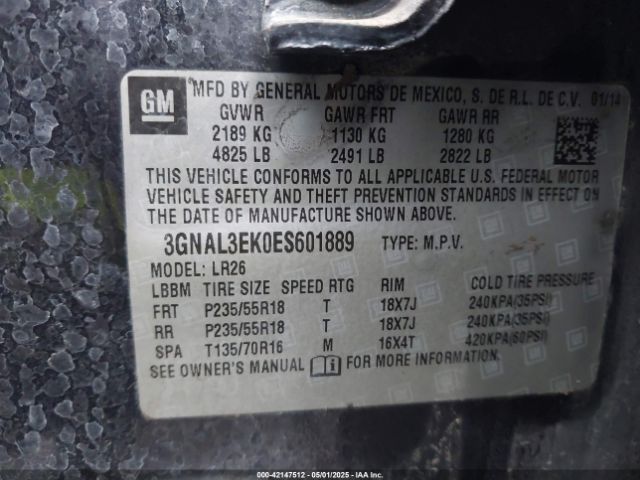 GM
MFD BY GENERAL MOTORS DE MEXICO, S. DE R.L. DE C.V. 01/14
GVWR GAWR FRT GAWR RR
2189 KG 1130 KG 1280 KG
4825 LB 2491 LB 2822 LB
THIS VEHICLE CONFORMS TO ALL APPLICABLE U.S. FEDERAL MOTOR
VEHICLE SAFETY AND THEFT PREVENTION STANDARDS IN EFFECT ON
THE DATE OF MANUFACTURE SHOWN ABOVE.
3GNAL3EK0ES601889 TYPE: M.P.V.
MODEL: LR26
LBBM TIRE SIZE SPEED RTG RIM COLD TIRE PRESSURE
FRT P235/55R18 T 18X7J 240KPA(35PSI)
RR P235/55R18 T 18X7J 240KPA(35PSI)
SPA T135/70R16 M 16X4T 420KPA(60PSI)
SEE OWNER'S MANUAL FOR MORE INFORMATION
000-42147512 - 05/01/2025 - IAAI.COM